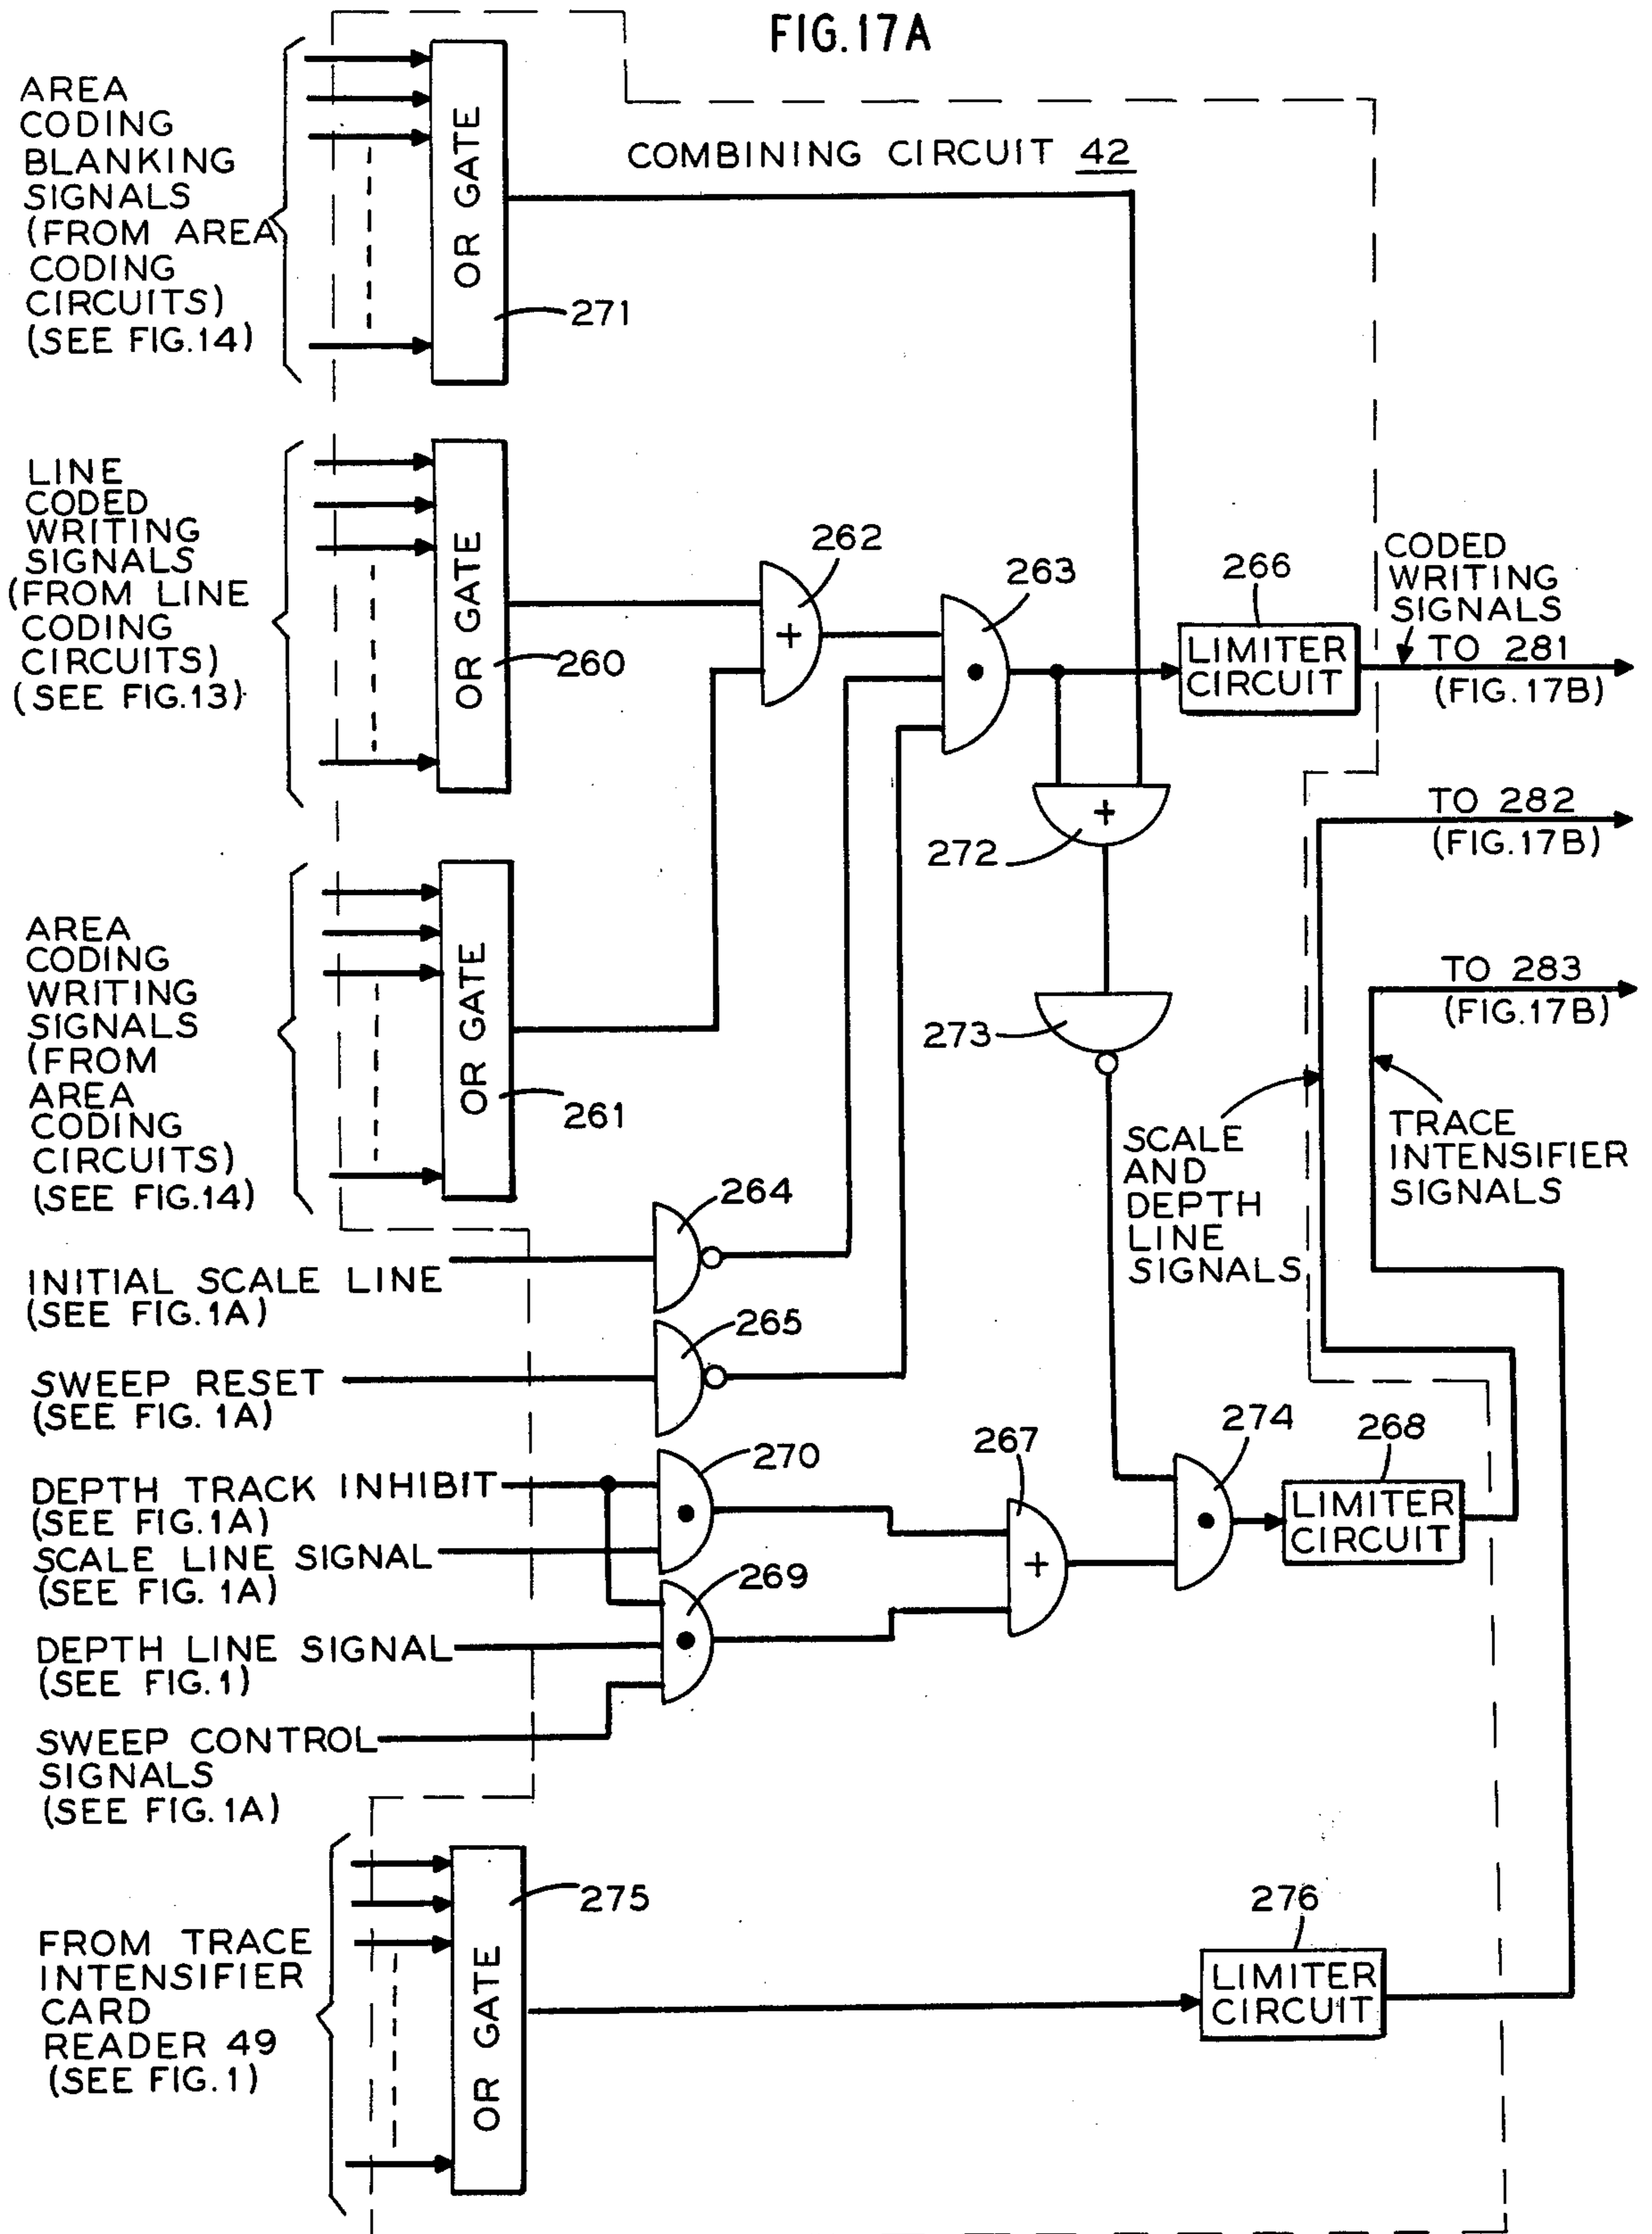 FIG.17A
AREA
CODING
BLANKING
SIGNALS
(FROM AREA
CODING
CIRCUITS)
(SEE FIG.14)
OR GATE
271
COMBINING CIRCUIT 42
LINE
CODED
WRITING
SIGNALS
(FROM LINE
CODING
CIRCUITS)
(SEE FIG.13)
OR GATE
260
262
+
263
266
LIMITER
CIRCUIT
CODED
WRITING
SIGNALS
TO 281
(FIG.17B)
+
272
TO 282
(FIG.17B)
AREA
CODING
WRITING
SIGNALS
(FROM
AREA
CODING
CIRCUITS)
(SEE FIG.14)
OR GATE
261
273
TO 283
(FIG.17B)
SCALE
AND
DEPTH
LINE
SIGNALS
TRACE
INTENSIFIER
SIGNALS
264
INITIAL SCALE LINE
(SEE FIG.1A)
265
SWEEP RESET
(SEE FIG.1A)
270
DEPTH TRACK INHIBIT
(SEE FIG.1A)
SCALE LINE SIGNAL
(SEE FIG.1A)
269
267
+
274
268
LIMITER
CIRCUIT
DEPTH LINE SIGNAL
(SEE FIG.1)
SWEEP CONTROL
SIGNALS
(SEE FIG.1A)
FROM TRACE
INTENSIFIER
CARD
READER 49
(SEE FIG.1)
OR GATE
275
276
LIMITER
CIRCUIT